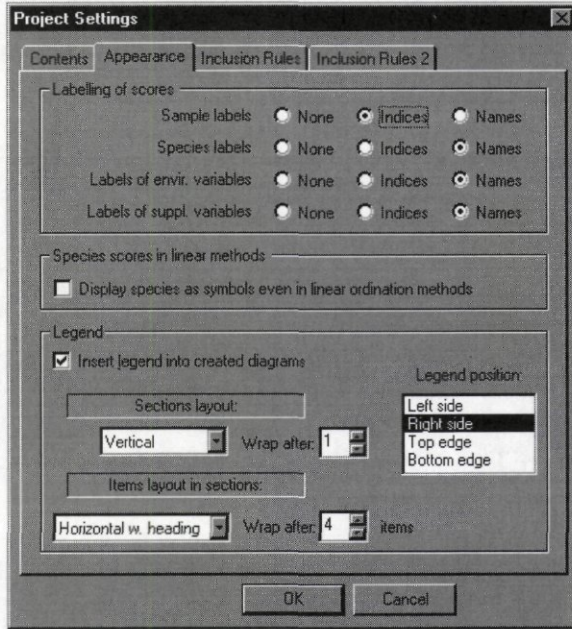 Project Settings
Contents Appearance Inclusion Rules Inclusion Rules 2
Labelling of scores
Sample labels None Indices Names
Species labels None Indices Names
Labels of envir. variables None Indices Names
Labels of suppl. variables None Indices Names
Species scores in linear methods
Display species as symbols even in linear ordination methods
Legend
Insert legend into created diagrams
Legend position:
Sections layout:
Left side
Right side
Top edge
Bottom edge
Vertical Wrap after: 1
Items layout in sections:
Horizontal w. heading Wrap after: 4 items
OK Cancel